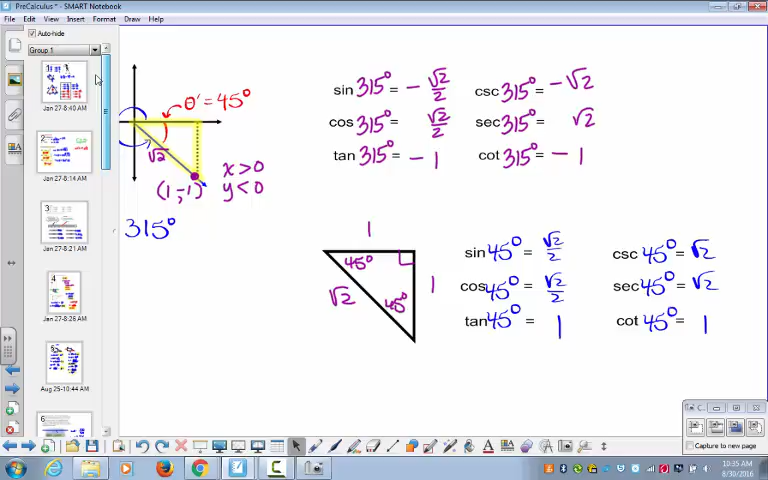 PreCalculus * - SMART Notebook
File Edit View Insert Format Draw Help
Auto-hide
Group 1
Jan 27-8:40 AM
2
Jan 27-8:14 AM
3
Jan 27-8:21 AM
4
Jan 27-8:26 AM
Aug 25-10:44 AM
6
θ' = 45°
√2
(1,-1)
x>0
y<0
315°
sin 315° = - √2/2
cos 315° = √2/2
tan 315° = - 1
csc 315° = - √2
sec 315° = √2
cot 315° = - 1
1
45°
1
√2
45°
sin 45° = √2/2
cos 45° = √2/2
tan 45° = 1
csc 45° = √2
sec 45° = √2
cot 45° = 1
C...
Capture to new page
10:35 AM
8/30/2016